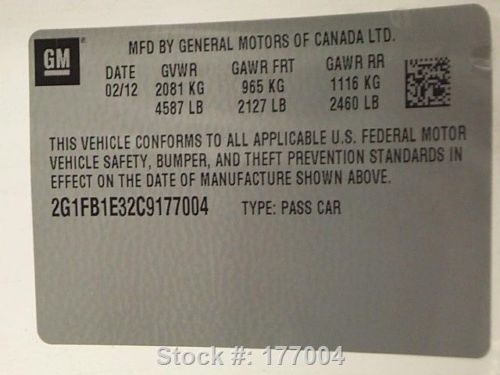 GM
MFD BY GENERAL MOTORS OF CANADA LTD.
DATE GVWR GAWR FRT GAWR RR
02/12 2081 KG 965 KG 1116 KG
4587 LB 2127 LB 2460 LB
THIS VEHICLE CONFORMS TO ALL APPLICABLE U.S. FEDERAL MOTOR
VEHICLE SAFETY, BUMPER, AND THEFT PREVENTION STANDARDS IN
EFFECT ON THE DATE OF MANUFACTURE SHOWN ABOVE.
2G1FB1E32C9177004 TYPE: PASS CAR
Stock #: 177004